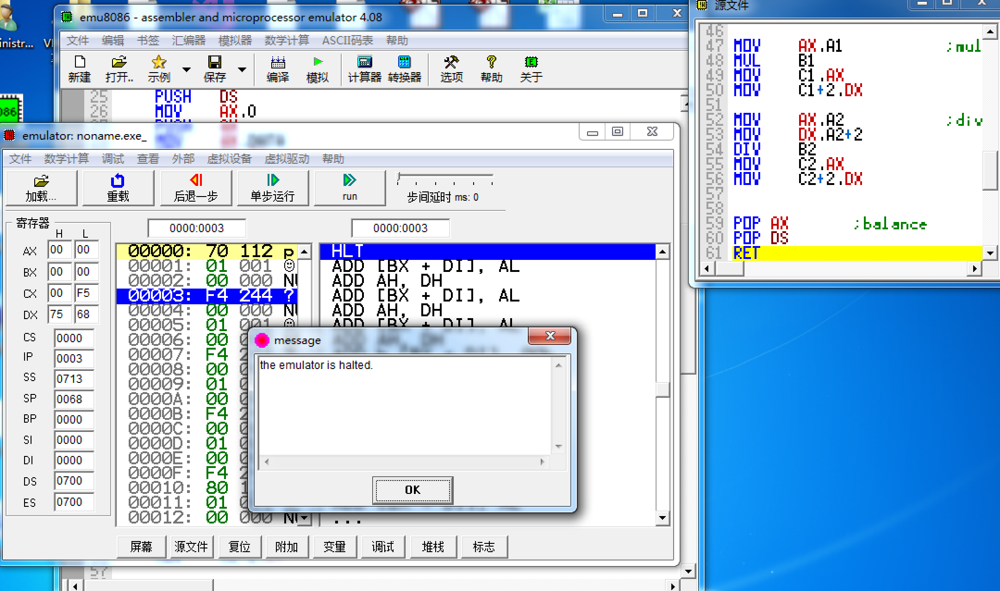 inistr...
086
emu8086 - assembler and microprocessor emulator 4.08
文件 编辑 书签 汇编器 模拟器 数学计算 ASCII码表 帮助
新建 打开.. 示例 保存 编译 模拟 计算器 转换器 选项 帮助 关于
25 PUSH DS
26 MOV AX,0
57
源文件
46
47 MOV AX,A1 ;mul
48 MUL B1
49 MOV C1,AX
50 MOV C1+2,DX
51
52 MOV AX,A2 ;div
53 MOV DX,A2+2
54 DIV B2
55 MOV C2,AX
56 MOV C2+2,DX
57
58
59 POP AX ;balance
60 POP DS
61 RET
emulator: noname.exe_
文件 数学计算 调试 查看 外部 虚拟设备 虚拟驱动 帮助
加载... 重载 后退一步 单步运行 run 步间延时 ms: 0
寄存器
H L
AX 00 00
BX 00 00
CX 00 F5
DX 75 68
CS 0000
IP 0003
SS 0713
SP 0068
BP 0000
SI 0000
DI 0000
DS 0700
ES 0700
0000:0003 0000:0003
00000: 70 112 p
00001: 01 001 ☺
00002: 00 000 NU
00003: F4 244 ?
00004: 00 000 NU
00005: 01 001 ☺
00006: 00
00007: F4
00008: 00
00009: 01
0000A: 00
0000B: F4
0000C: 00
0000D: 01
0000E: 00
0000F: F4
00010: 80
00011: 01
00012: 00 000 NU
HLT
ADD [BX + DI], AL
ADD AH, DH
ADD [BX + DI], AL
ADD AH, DH
ADD [BX + DI], AL
...
message
the emulator is halted.
OK
屏幕 源文件 复位 附加 变量 调试 堆栈 标志